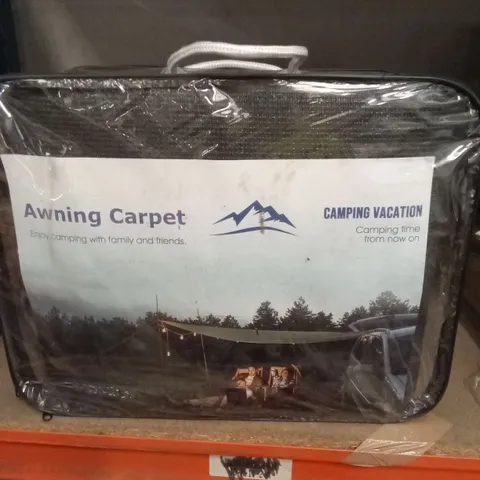 Awning Carpet
Enjoy camping with family and friends.
CAMPING VACATION
Camping time
from now on